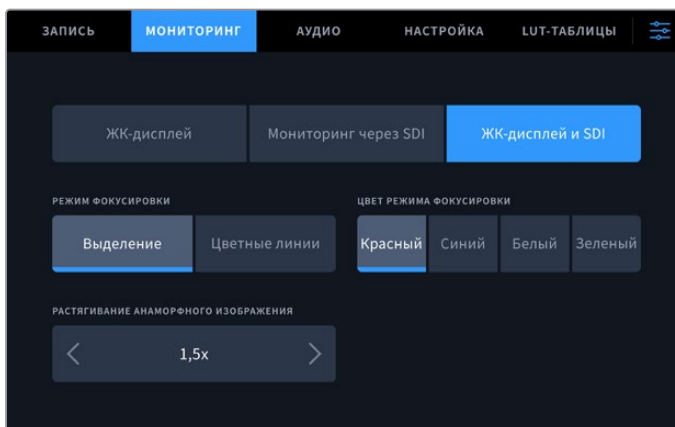 ЗАПИСЬ МОНИТОРИНГ АУДИО НАСТРОЙКА LUT-ТАБЛИЦЫ
ЖК-дисплей Мониторинг через SDI ЖК-дисплей и SDI
РЕЖИМ ФОКУСИРОВКИ ЦВЕТ РЕЖИМА ФОКУСИРОВКИ
Выделение Цветные линии Красный Синий Белый Зеленый
РАСТЯГИВАНИЕ АНАМОРФНОГО ИЗОБРАЖЕНИЯ
1,5x